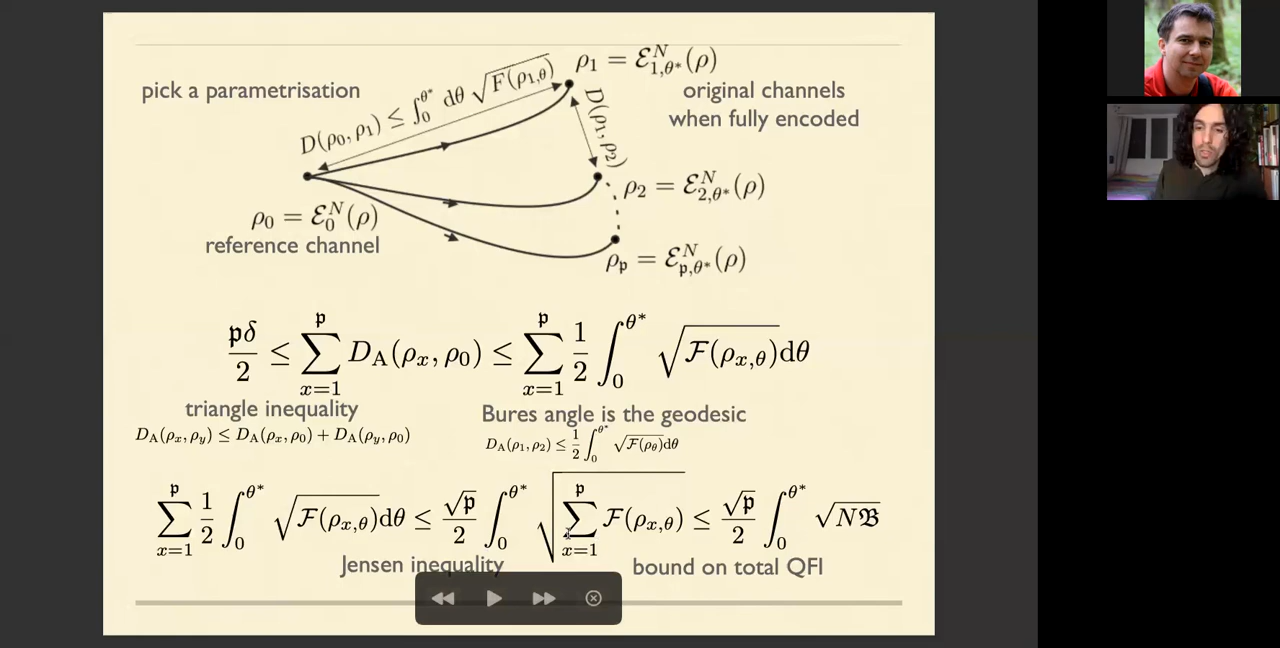 pick a parametrisation
D(ρ₀, ρ₁) ≤ ∫₀^{θ*} dθ √F(ρ₁,θ)
ρ₁ = ℰ^N_{1,θ*}(ρ)
original channels
when fully encoded
D(ρ₁, ρ₂)
ρ₂ = ℰ^N_{2,θ*}(ρ)
ρ₀ = ℰ₀^N(ρ)
reference channel
ρ_𝔭 = ℰ^N_{𝔭,θ*}(ρ)
𝔭δ/2 ≤ ∑_{x=1}^{𝔭} D_A(ρ_x, ρ₀) ≤ ∑_{x=1}^{𝔭} 1/2 ∫₀^{θ*} √ℱ(ρ_{x,θ}) dθ
triangle inequality
Bures angle is the geodesic
D_A(ρ_x, ρ_y) ≤ D_A(ρ_x, ρ₀) + D_A(ρ_y, ρ₀)
D_A(ρ₁, ρ₂) ≤ 1/2 ∫₀^{θ*} √ℱ(ρ_θ) dθ
∑_{x=1}^{𝔭} 1/2 ∫₀^{θ*} √ℱ(ρ_{x,θ}) dθ ≤ √𝔭/2 ∫₀^{θ*} √(∑_{x=1}^{𝔭} ℱ(ρ_{x,θ})) ≤ √𝔭/2 ∫₀^{θ*} √(N𝔅)
Jensen inequality
bound on total QFI